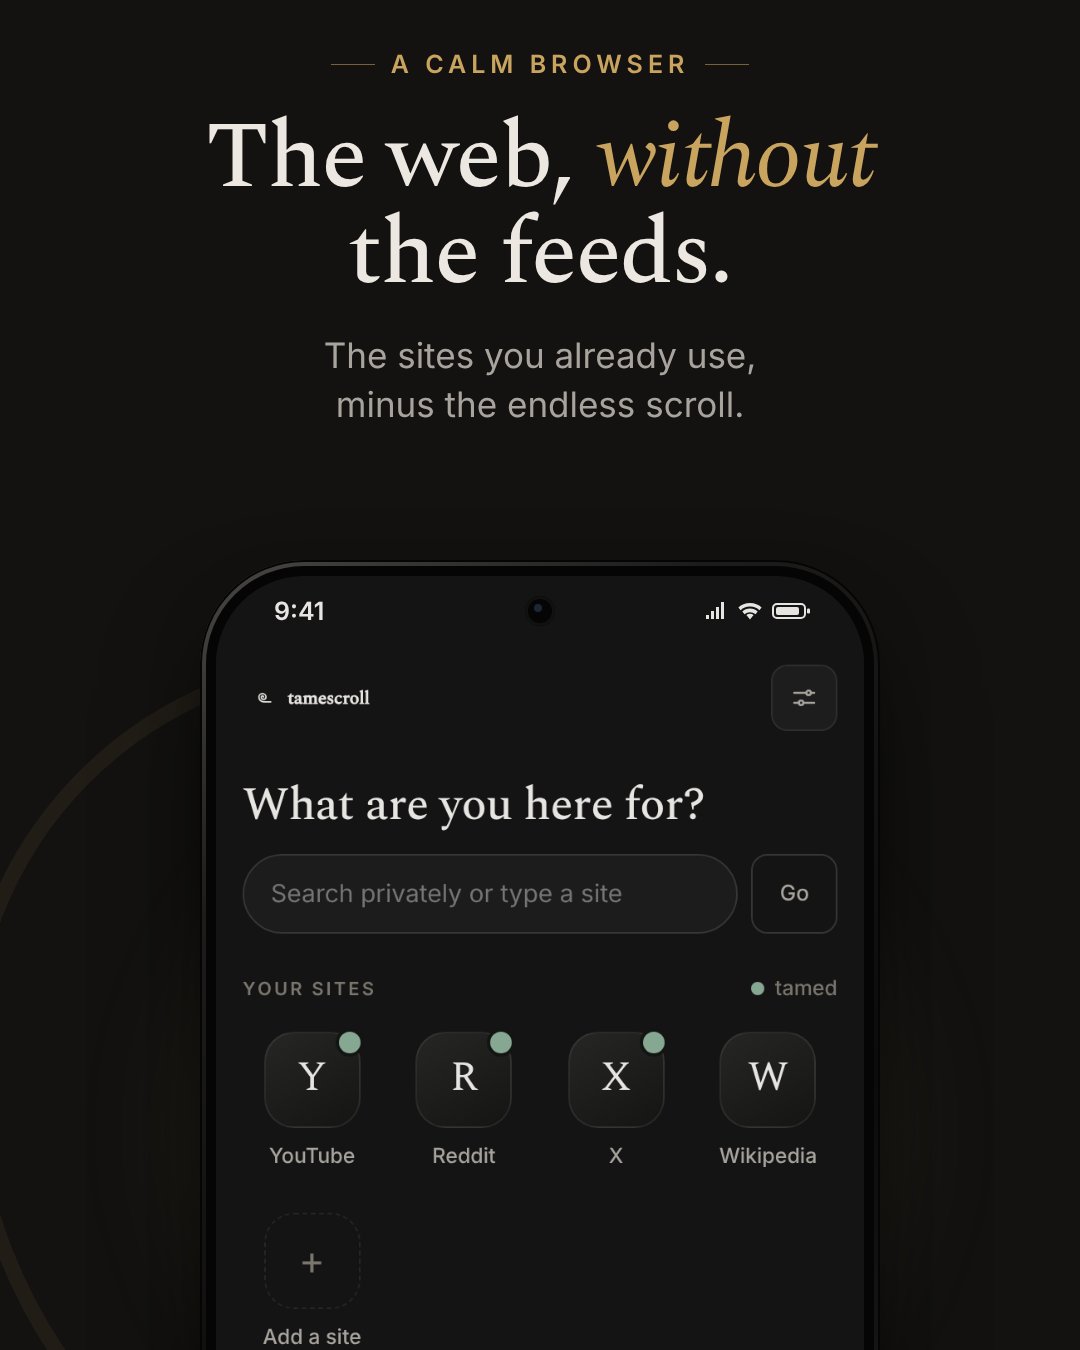 A CALM BROWSER
The web, without
the feeds.
The sites you already use,
minus the endless scroll.
9:41
tamescroll
What are you here for?
Search privately or type a site
Go
YOUR SITES
tamed
Y
R
X
W
YouTube
Reddit
X
Wikipedia
+
Add a site